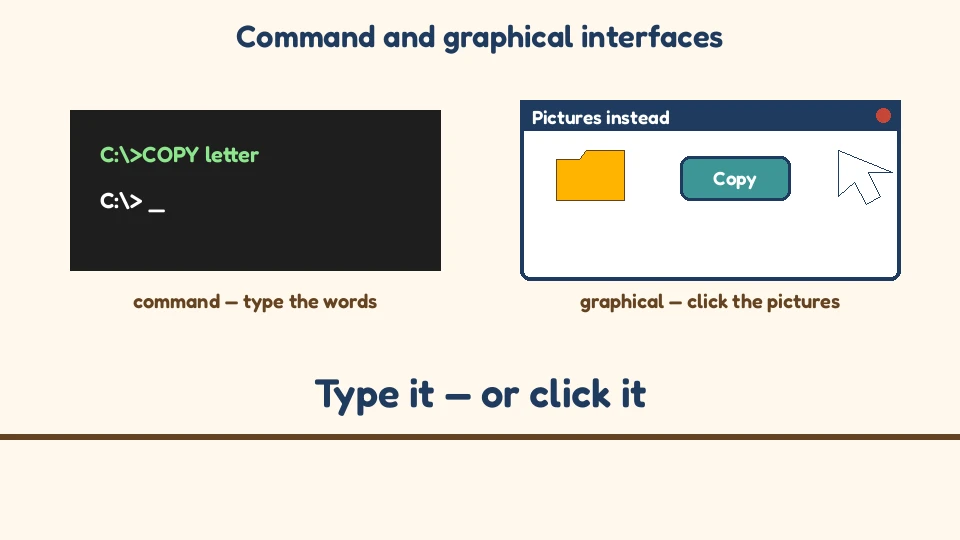 Command and graphical interfaces
C:\>COPY letter
C:\> _
command — type the words
Pictures instead
Copy
graphical — click the pictures
Type it — or click it